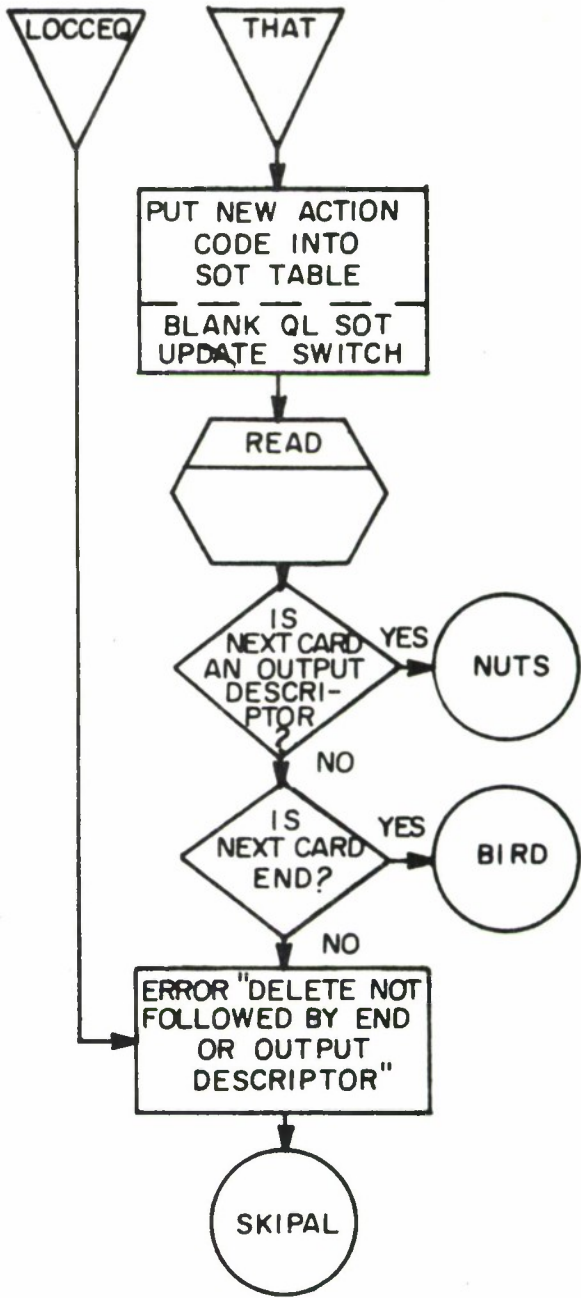 LOCCEQ
THAT
PUT NEW ACTION
CODE INTO
SOT TABLE
BLANK QL SOT
UPDATE SWITCH
READ
IS
NEXT CARD
AN OUTPUT
DESCRI-
PTOR
?
YES
NUTS
NO
IS
NEXT CARD
END?
YES
BIRD
NO
ERROR "DELETE NOT
FOLLOWED BY END
OR OUTPUT
DESCRIPTOR"
SKIPAL